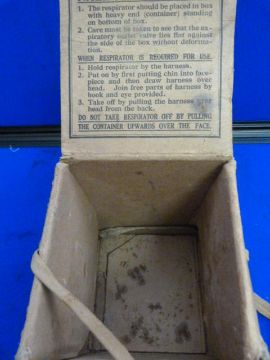 1. The respirator should be placed in box
with heavy end (container) standing
on bottom of box.
2. Care must be taken to see that the ex-
piratory outlet valve lies flat against
the side of the box without deforma-
tion.
WHEN RESPIRATOR IS REQUIRED FOR USE.
1. Hold respirator by the harness.
2. Put on by first putting chin into face-
piece and then draw harness over
head. Join free parts of harness by
hook and eye provided.
3. Take off by pulling the harness over
head from the back.
DO NOT TAKE RESPIRATOR OFF BY PULLING
THE CONTAINER UPWARDS OVER THE FACE.